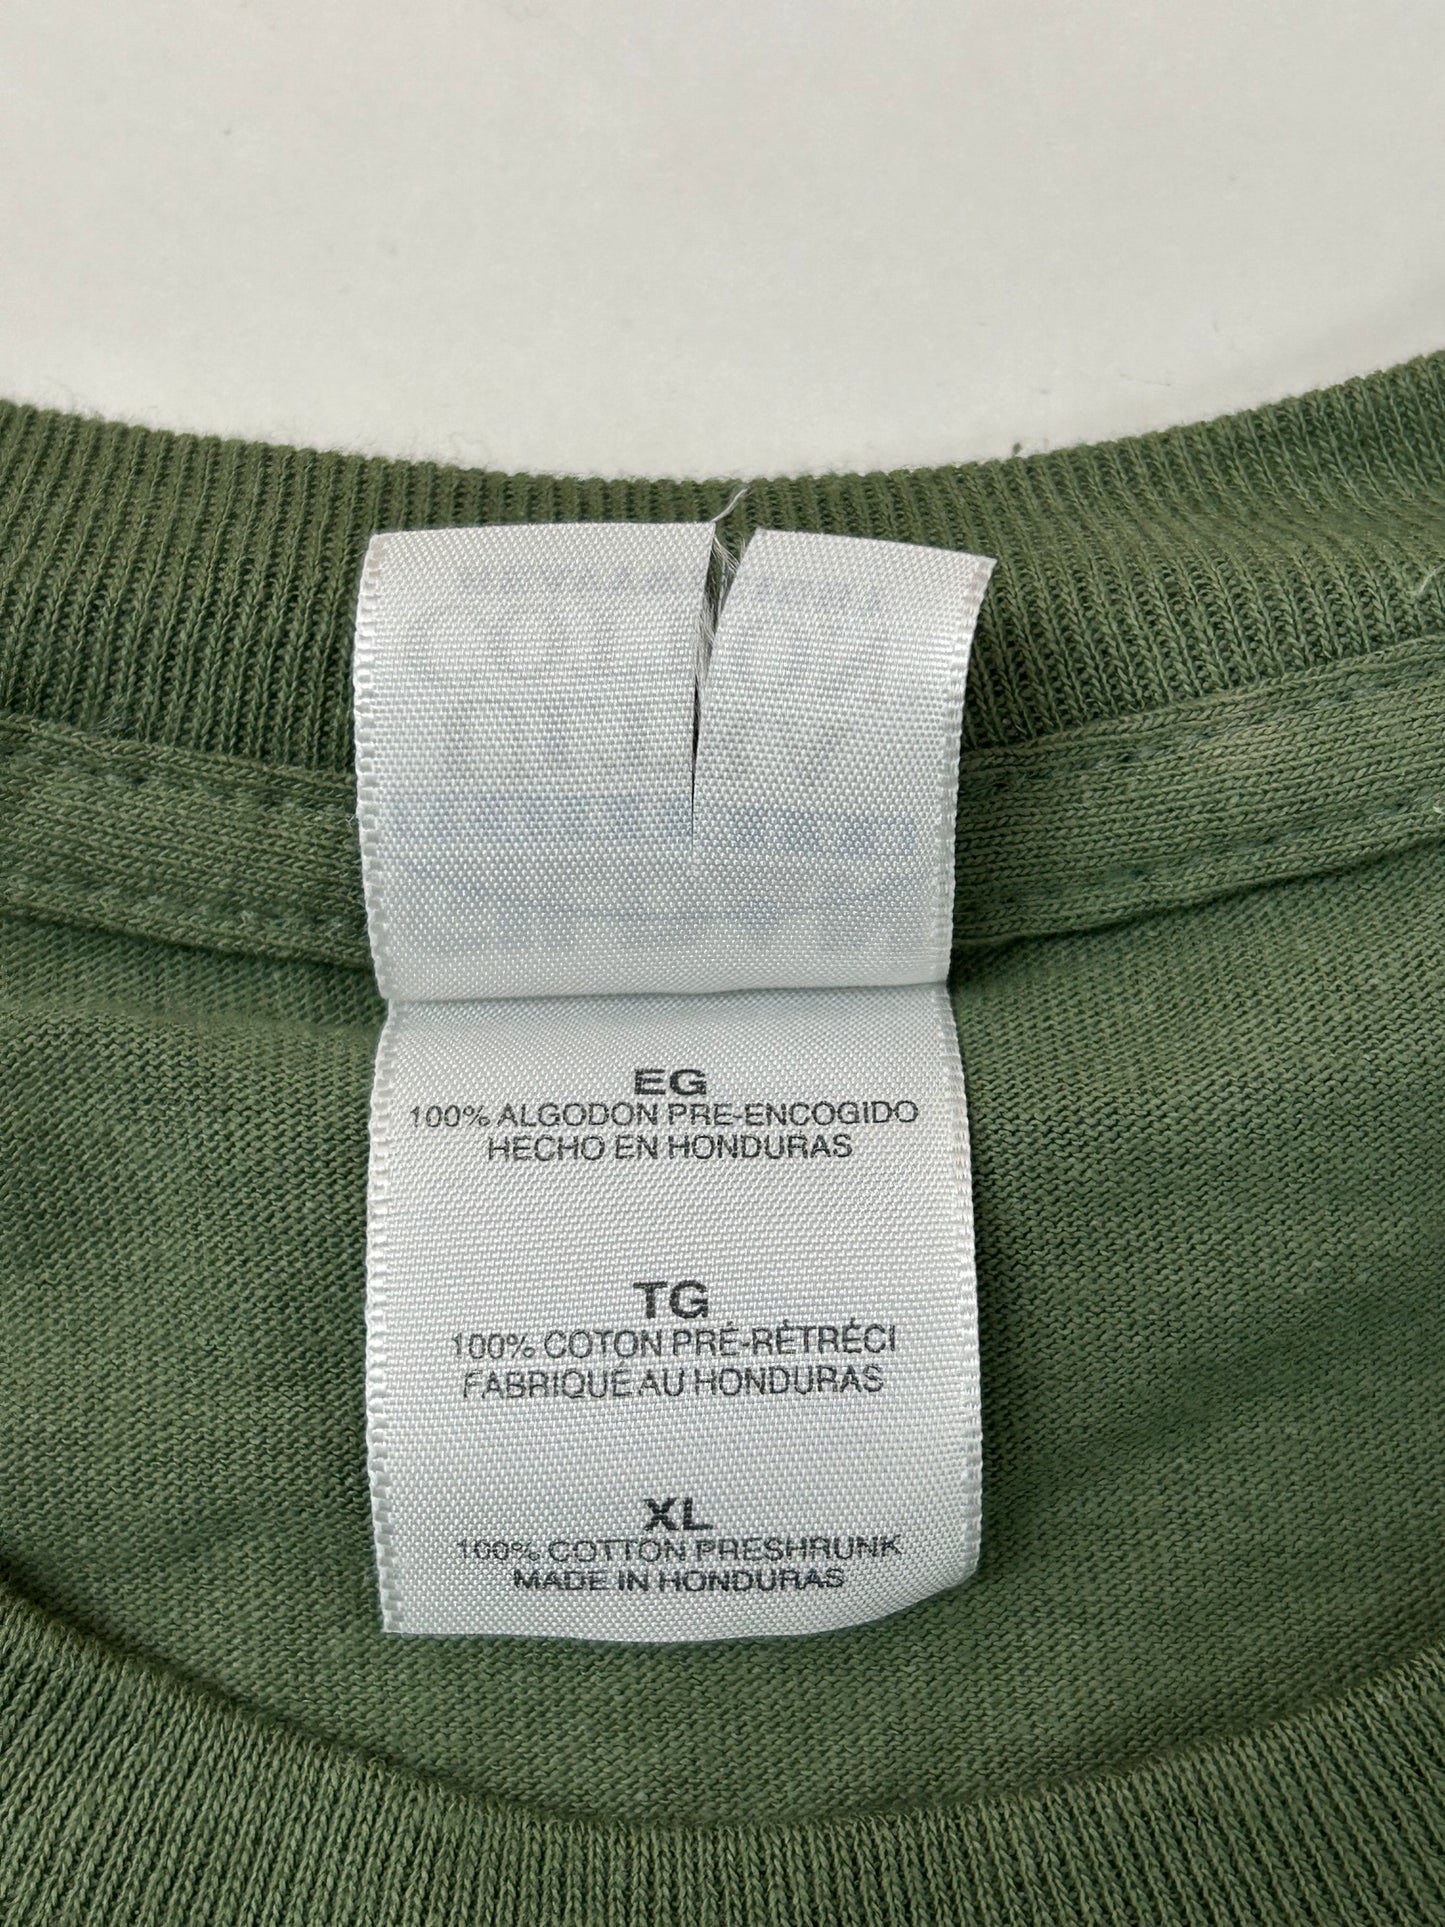 EG
100% ALGODON PRE-ENCOGIDO
HECHO EN HONDURAS
TG
100% COTON PRÉ-RÉTRÉCI
FABRIQUÉ AU HONDURAS
XL
100% COTTON PRESHRUNK
MADE IN HONDURAS